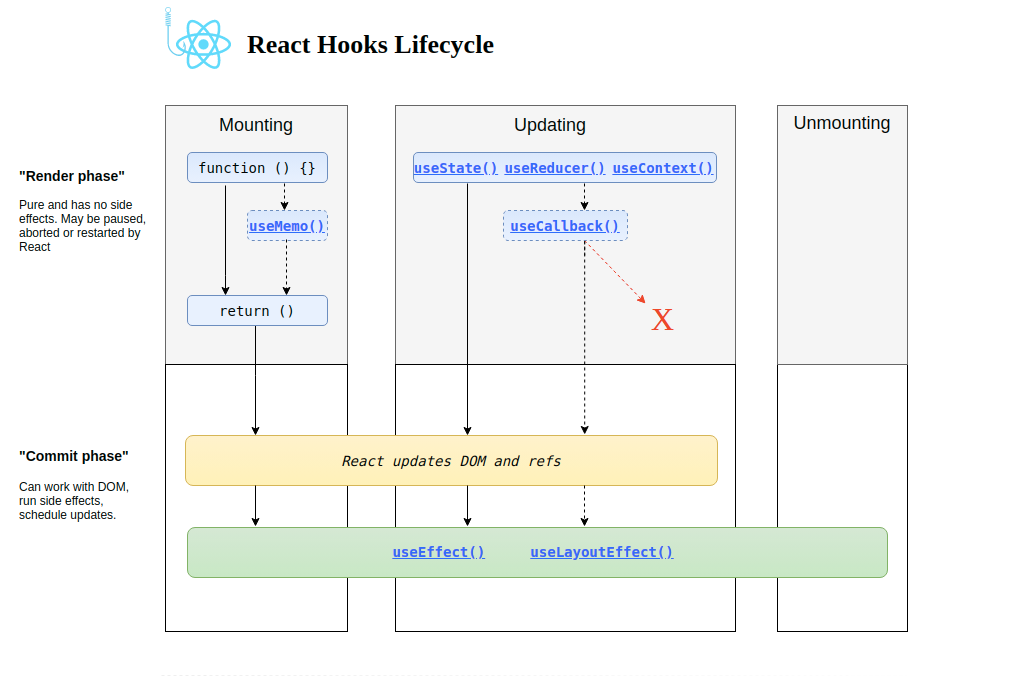 React Hooks Lifecycle
Mounting
Updating
Unmounting
"Render phase"
Pure and has no side
effects. May be paused,
aborted or restarted by
React
function () {}
useMemo()
return ()
useState() useReducer() useContext()
useCallback()
X
"Commit phase"
Can work with DOM,
run side effects,
schedule updates.
React updates DOM and refs
useEffect() useLayoutEffect()